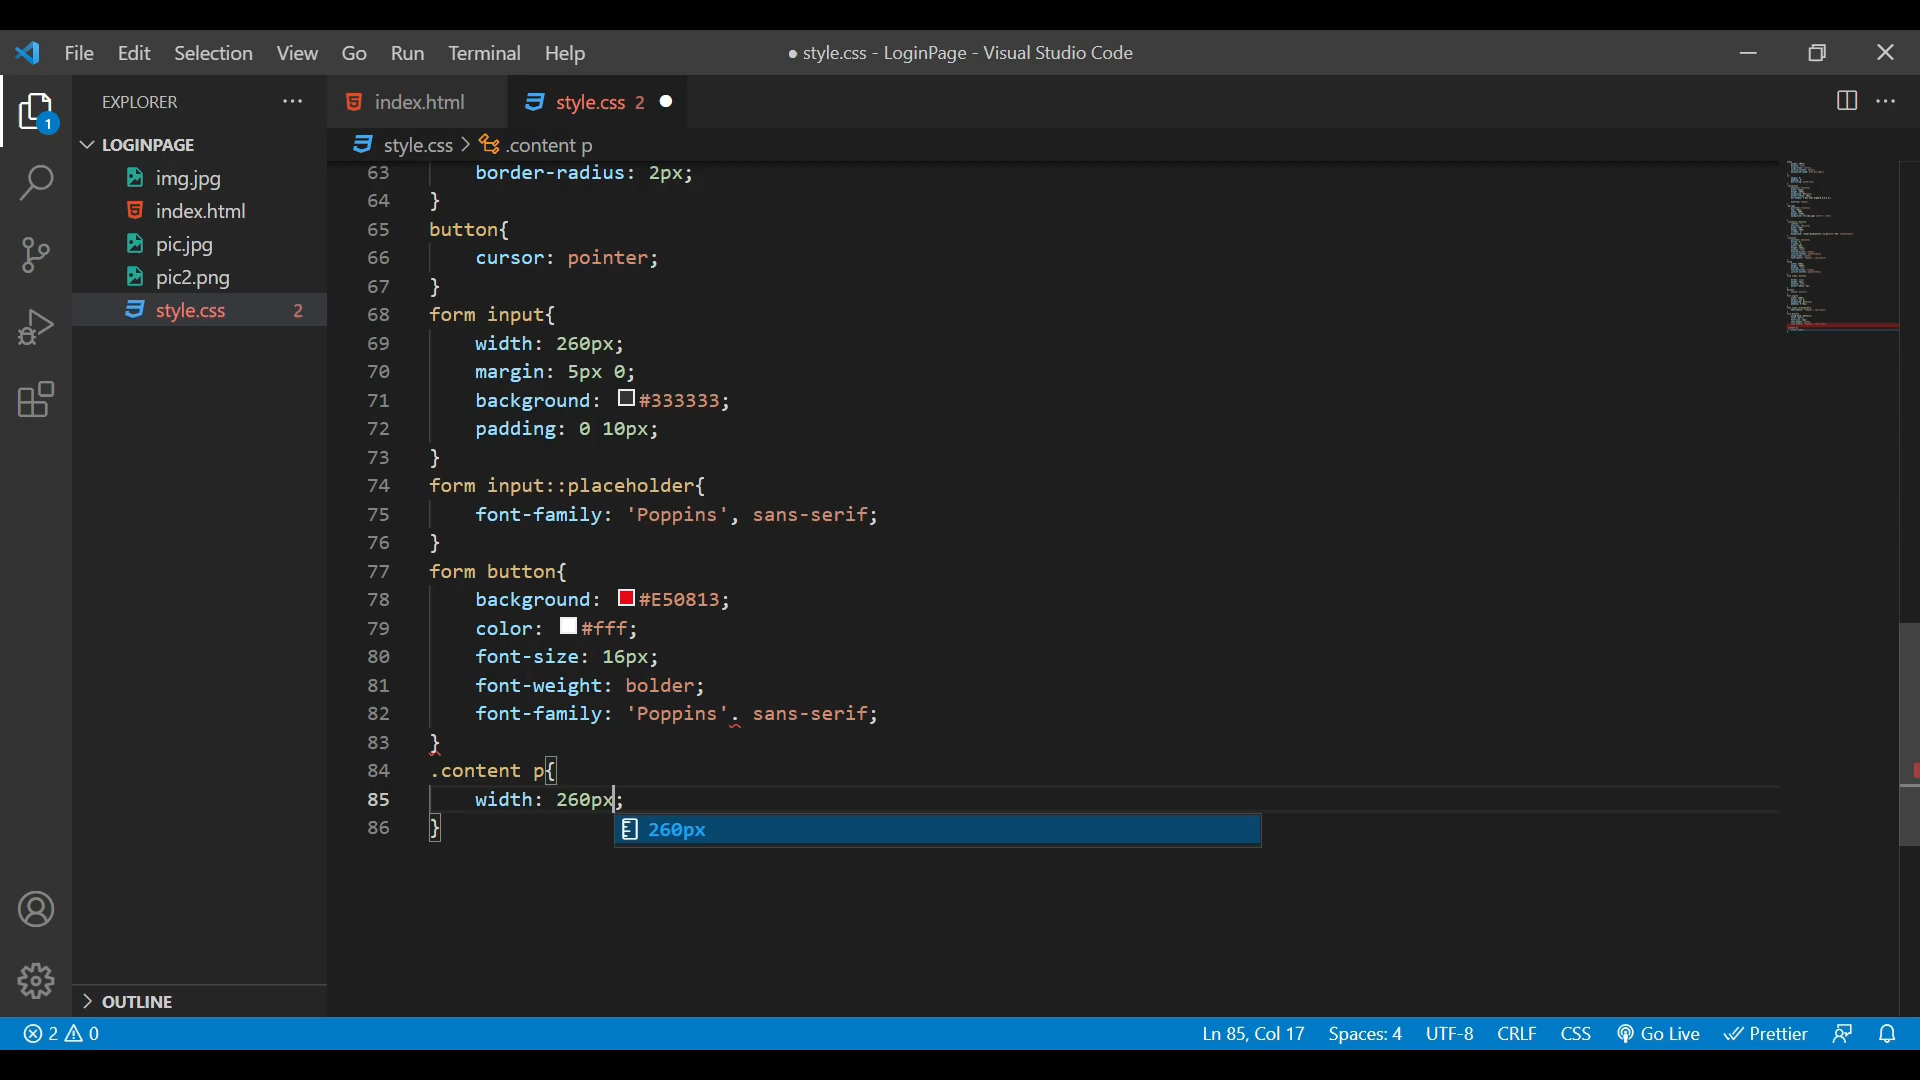 File Edit Selection View Go Run Terminal Help
● style.css - LoginPage - Visual Studio Code
EXPLORER
index.html
style.css 2
1
LOGINPAGE
style.css > .content p
img.jpg
index.html
pic.jpg
pic2.png
style.css 2
63 border-radius: 2px;
64 }
65 button{
66 cursor: pointer;
67 }
68 form input{
69 width: 260px;
70 margin: 5px 0;
71 background: #333333;
72 padding: 0 10px;
73 }
74 form input::placeholder{
75 font-family: 'Poppins', sans-serif;
76 }
77 form button{
78 background: #E50813;
79 color: #fff;
80 font-size: 16px;
81 font-weight: bolder;
82 font-family: 'Poppins'. sans-serif;
83 }
84 .content p{
85 width: 260px;
86 }
260px
OUTLINE
2 0
Ln 85, Col 17 Spaces: 4 UTF-8 CRLF CSS Go Live Prettier